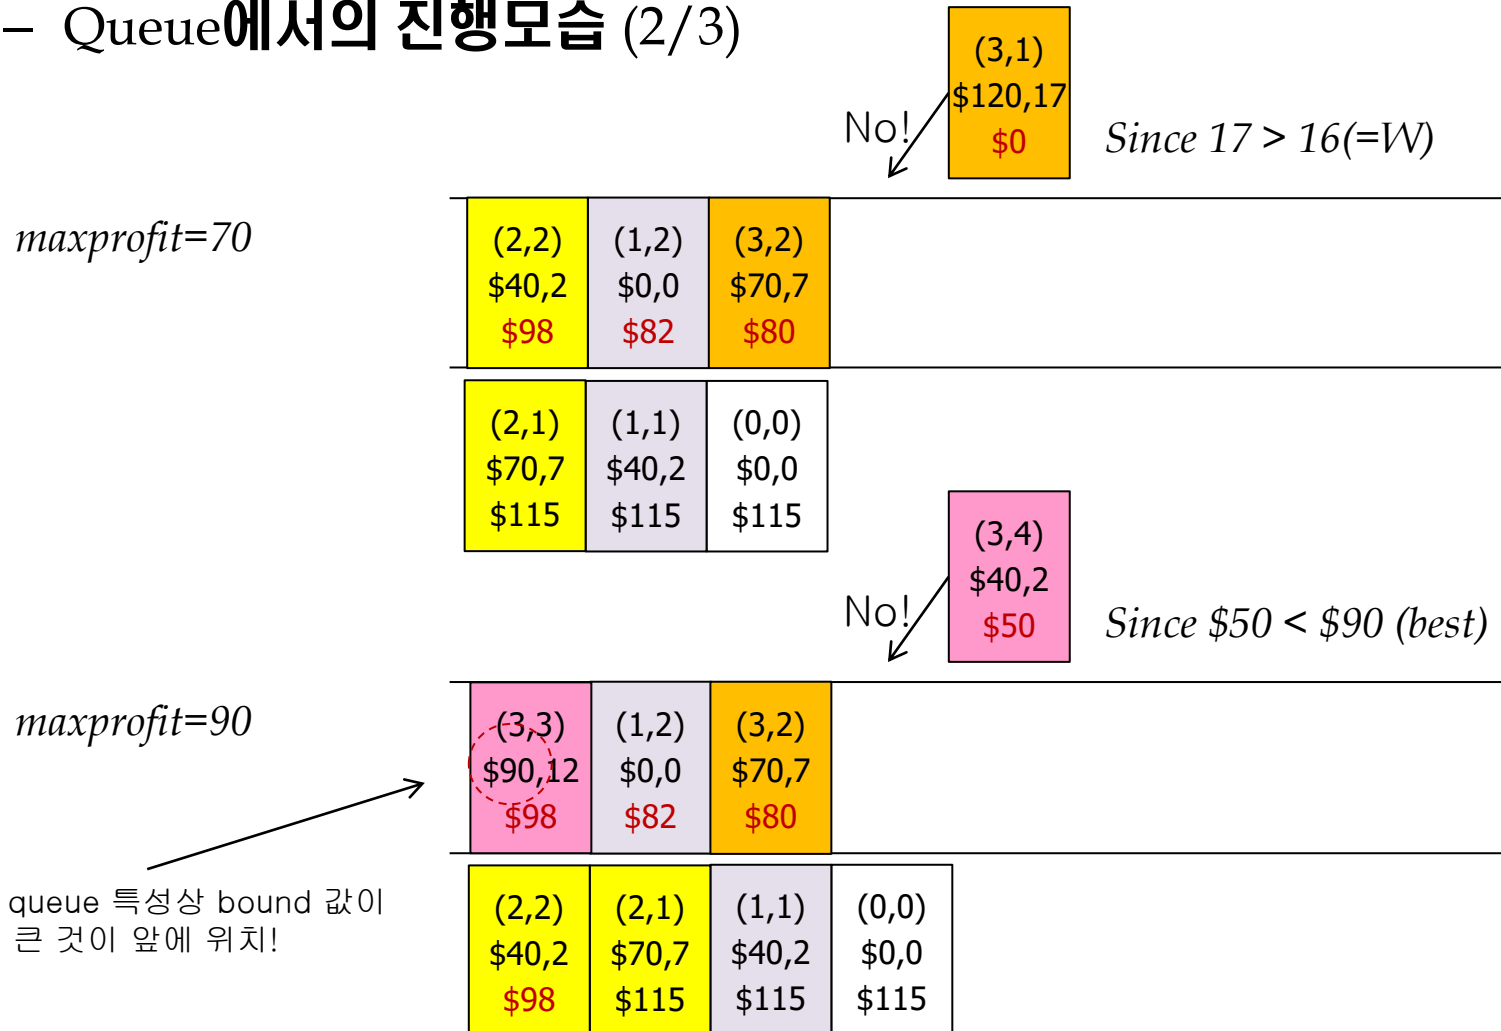 – Queue에서의 진행모습 (2/3)
(3,1)
$120,17
$0
No!
Since 17 > 16(=W)
maxprofit=70
(2,2) (1,2) (3,2)
$40,2 $0,0 $70,7
$98 $82 $80
(2,1) (1,1) (0,0)
$70,7 $40,2 $0,0
$115 $115 $115
(3,4)
$40,2
$50
No!
Since $50 < $90 (best)
maxprofit=90
(3,3) (1,2) (3,2)
$90,12 $0,0 $70,7
$98 $82 $80
queue 특성상 bound 값이
큰 것이 앞에 위치!
(2,2) (2,1) (1,1) (0,0)
$40,2 $70,7 $40,2 $0,0
$98 $115 $115 $115